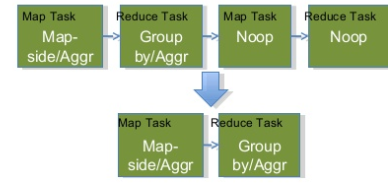 Map Task Reduce Task Map Task Reduce Task
Map-
side/Aggr
Group
by/Aggr
Noop
Noop
Map Task Reduce Task
Map-
side/Aggr
Group
by/Aggr